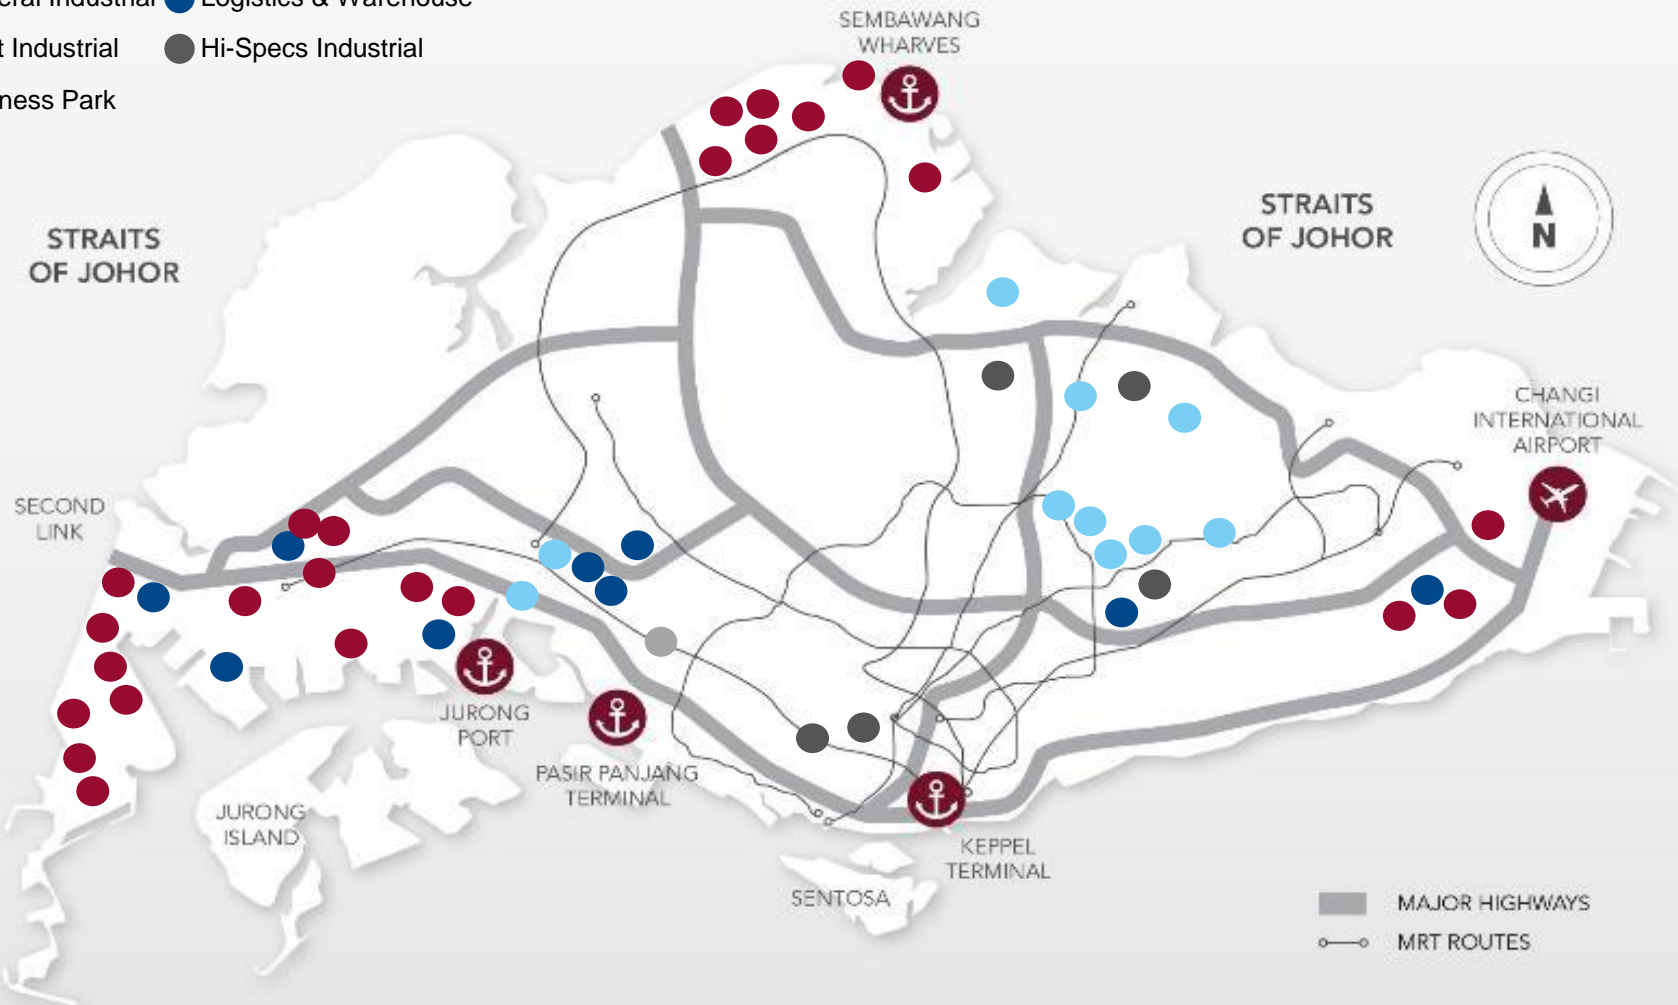 Logistics & Warehouse
Industrial
Hi-Specs Industrial
Park
SEMBAWANG
WHARVES
STRAITS
OF JOHOR
STRAITS
OF JOHOR
N
CHANGI
INTERNATIONAL
AIRPORT
SECOND
LINK
JURONG
PORT
PASIR PANJANG
TERMINAL
JURONG
ISLAND
KEPPEL
TERMINAL
SENTOSA
MAJOR HIGHWAYS
MRT ROUTES